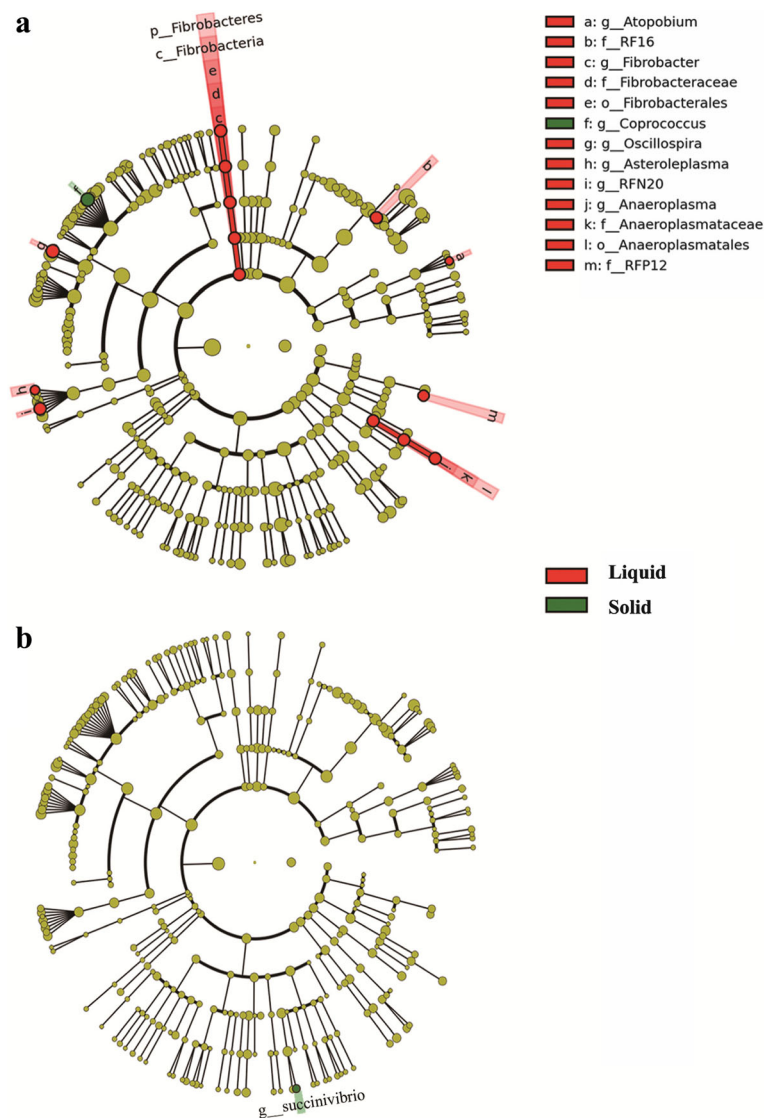 a
p__Fibrobacteres
c__Fibrobacteria
e
d
c
f
g
b
a
h
i
m
j
k
l
a: g__Atopobium
b: f__RF16
c: g__Fibrobacter
d: f__Fibrobacteraceae
e: o__Fibrobacterales
f: g__Coprococcus
g: g__Oscillospira
h: g__Asteroleplasma
i: g__RFN20
j: g__Anaeroplasma
k: f__Anaeroplasmataceae
l: o__Anaeroplasmatales
m: f__RFP12
Liquid
Solid
b
g__succinivibrio